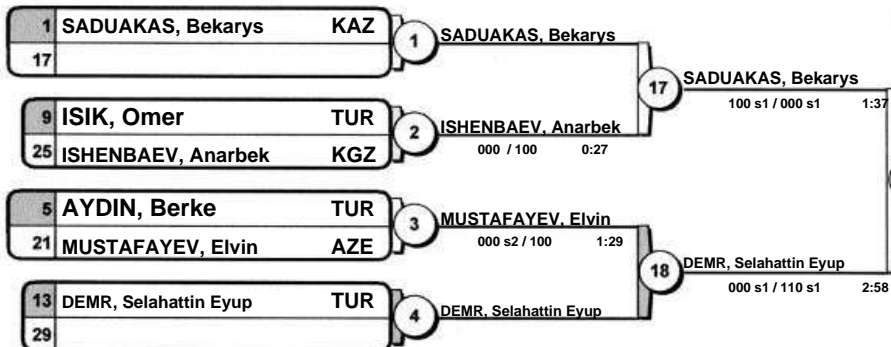 1 SADUAKAS, Bekarys KAZ
17
1
SADUAKAS, Bekarys
9 ISIK, Omer TUR
25 ISHENBAEV, Anarbek KGZ
2
ISHENBAEV, Anarbek
000 / 100 0:27
17
SADUAKAS, Bekarys
100 s1 / 000 s1 1:37
5 AYDIN, Berke TUR
21 MUSTAFAYEV, Elvin AZE
3
MUSTAFAYEV, Elvin
000 s2 / 100 1:29
13 DEMR, Selahattin Eyup TUR
29
4
DEMR, Selahattin Eyup
18
DEMR, Selahattin Eyup
000 s1 / 110 s1 2:58